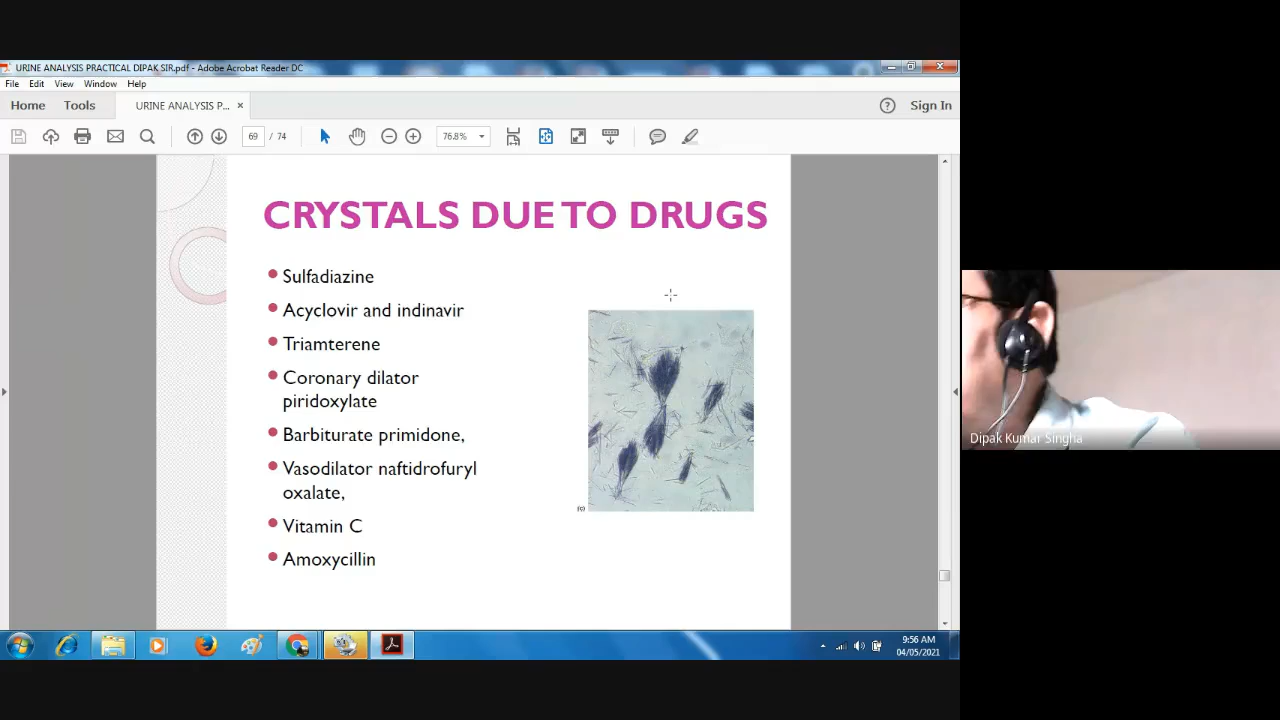 URINE ANALYSIS PRACTICAL DIPAK SIR.pdf - Adobe Acrobat Reader DC
File Edit View Window Help
Home Tools URINE ANALYSIS P... × Sign In
69 / 74 76.8%
CRYSTALS DUE TO DRUGS
Sulfadiazine
Acyclovir and indinavir
Triamterene
Coronary dilator
piridoxylate
Barbiturate primidone,
Vasodilator naftidrofuryl
oxalate,
Vitamin C
Amoxycillin
Dipak Kumar Singha
9:56 AM
04/05/2021